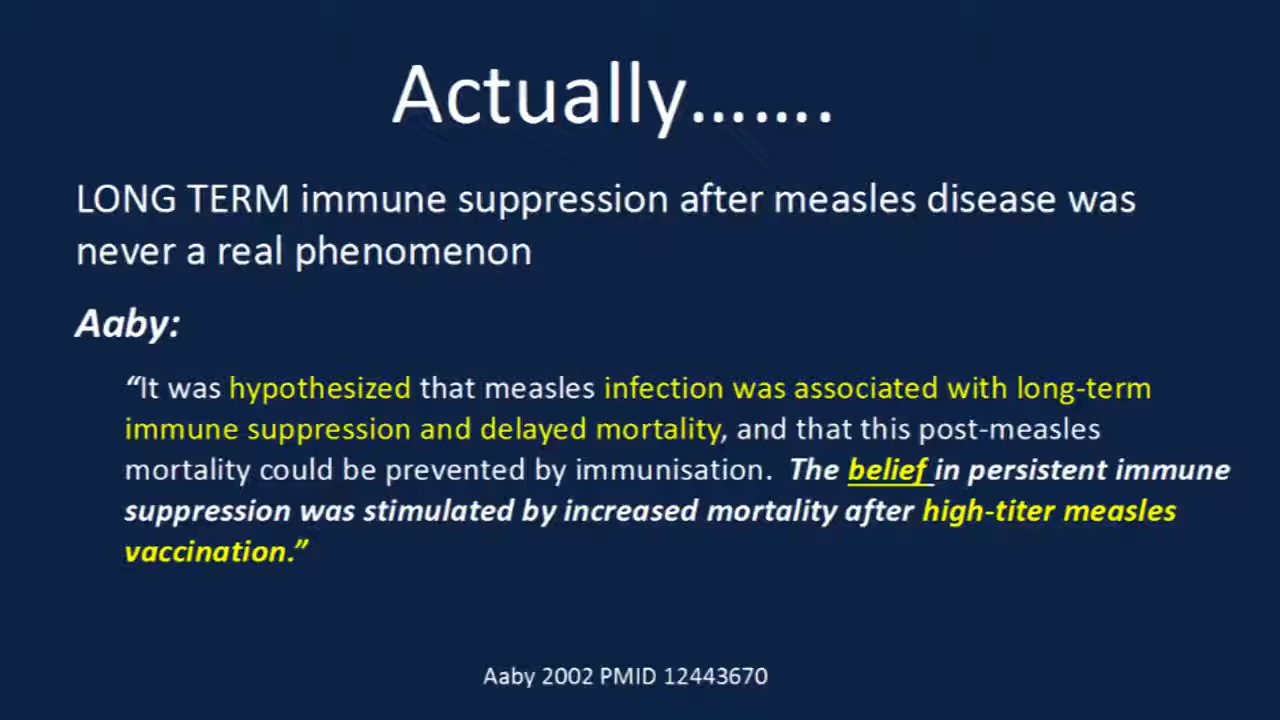 Actually.......
LONG TERM immune suppression after measles disease was
never a real phenomenon
Aaby:
“It was hypothesized that measles infection was associated with long-term
immune suppression and delayed mortality, and that this post-measles
mortality could be prevented by immunisation.  The belief in persistent immune
suppression was stimulated by increased mortality after high-titer measles
vaccination.”
Aaby 2002 PMID 12443670